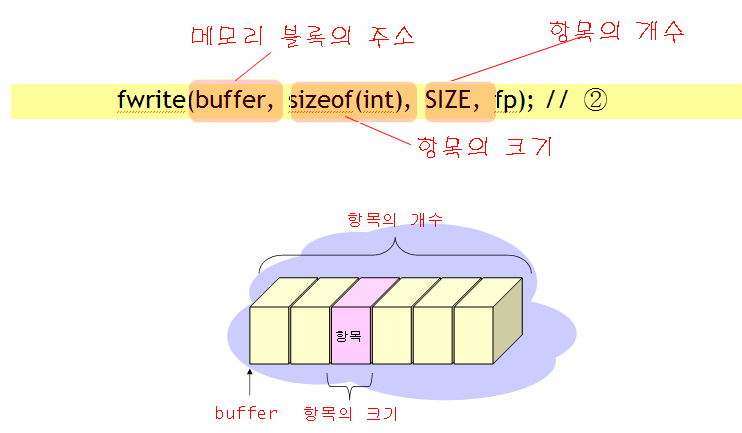 메모리 블록의 주소
항목의 개수
fwrite(buffer, sizeof(int), SIZE, fp); // ②
항목의 크기
항목의 개수
항목
buffer
항목의 크기